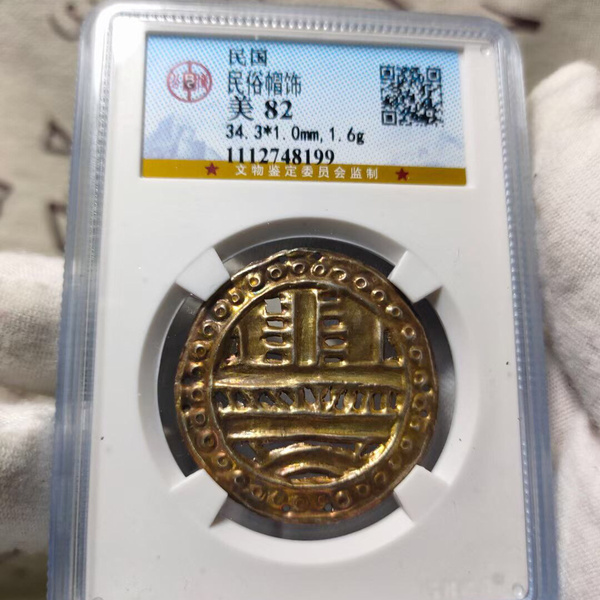 民国
民俗帽饰
美 82
34.3*1.0mm,1.6g
1112748199
文物鉴定委员会监制